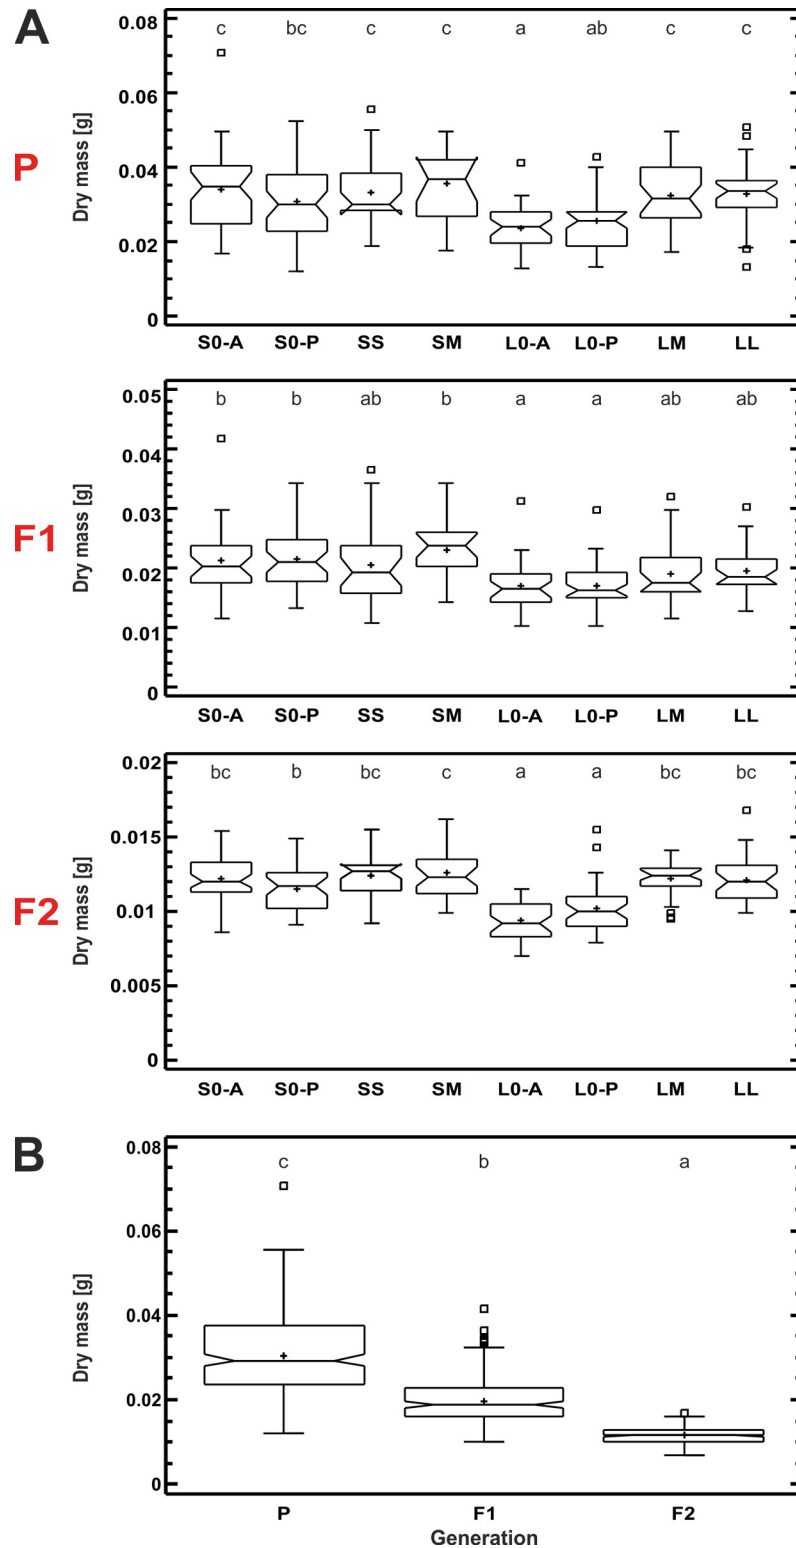 A
0.08
c bc c c a ab c c
0.06
P
Dry mass [g]
0.04
0.02
0
S0-A S0-P SS SM L0-A L0-P LM LL
0.05
b b ab b a a ab ab
0.04
F1
Dry mass [g]
0.03
0.02
0.01
0
S0-A S0-P SS SM L0-A L0-P LM LL
0.02
bc b bc c a a bc bc
0.015
F2
Dry mass [g]
0.01
0.005
0
S0-A S0-P SS SM L0-A L0-P LM LL
B
0.08
c b a
0.06
Dry mass [g]
0.04
0.02
0
P F1 F2
Generation